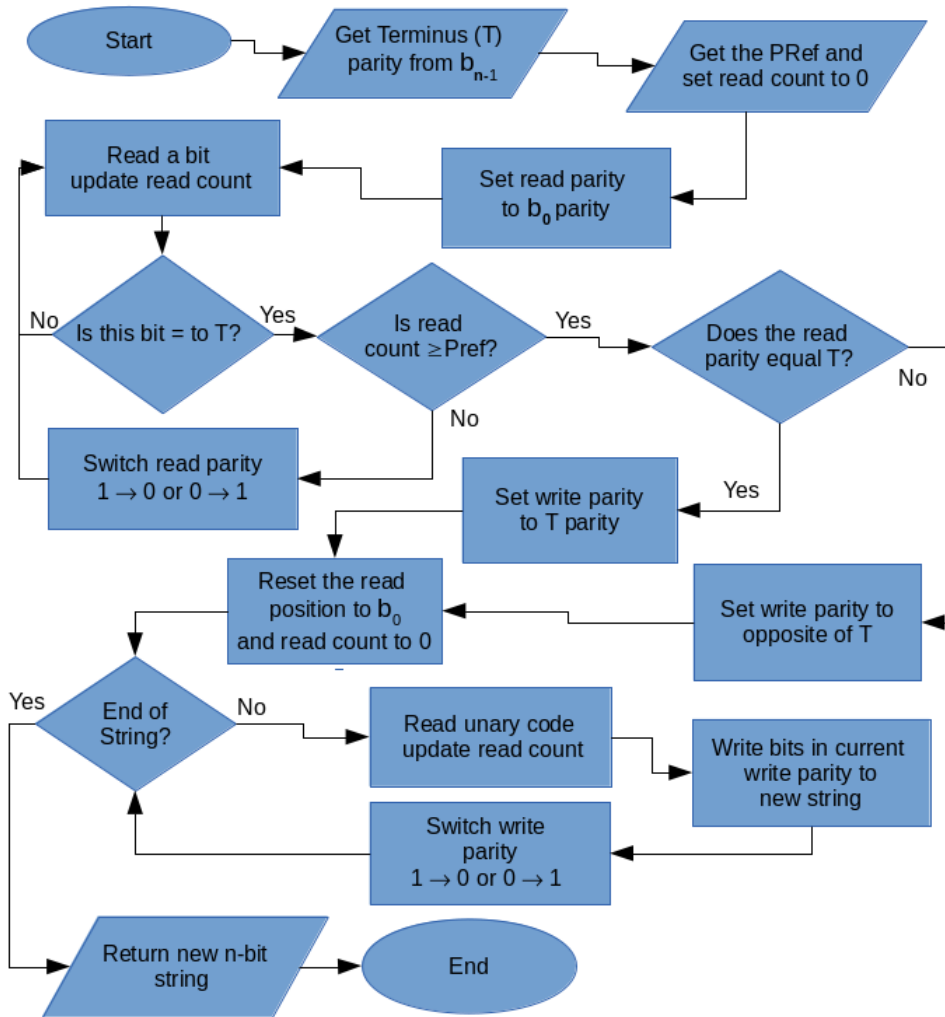 Start
Get Terminus (T)
parity from bn-1
Get the PRef and
set read count to 0
Read a bit
update read count
Set read parity
to b0 parity
No
Is this bit = to T?
Yes
Is read
count ≥Pref?
Yes
Does the read
parity equal T?
No
No
Switch read parity
1 → 0 or 0 → 1
Yes
Set write parity
to T parity
Reset the read
position to b0
and read count to 0
Set write parity to
opposite of T
Yes
End of
String?
No
Read unary code
update read count
Write bits in current
write parity to
new string
Switch write
parity
1 → 0 or 0 → 1
Return new n-bit
string
End